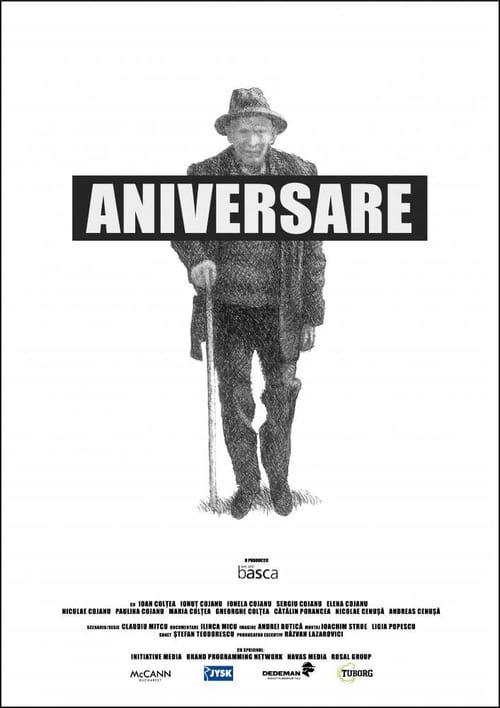 ANIVERSARE
O PRODUCȚIE
basca
CU IOAN COLȚEA IONUȚ COJANU IONELA COJANU SERGIU COJANU ELENA COJANU
NICOLAE COJANU PAULINA COJANU MARIA COLȚEA GHEORGHE COLȚEA CĂTĂLIN PORANCEA NICOLAE CENUȘĂ ANDREAS CENUȘĂ
SCENARIU/REGIE CLAUDIU MITCU DOCUMENTARE ILINCA MICU IMAGINE ANDREI BUTICĂ MONTAJ IOACHIM STROE LIGIA POPESCU
SUNET ȘTEFAN TEODORESCU PRODUCĂTOR EXECUTIV RĂZVAN LAZAROVICI
CU SPRIJINUL:
INITIATIVE MEDIA BRAND PROGRAMMING NETWORK HAVAS MEDIA ROSAL GROUP
McCANN JYSK DEDEMAN TUBORG
BUCHAREST